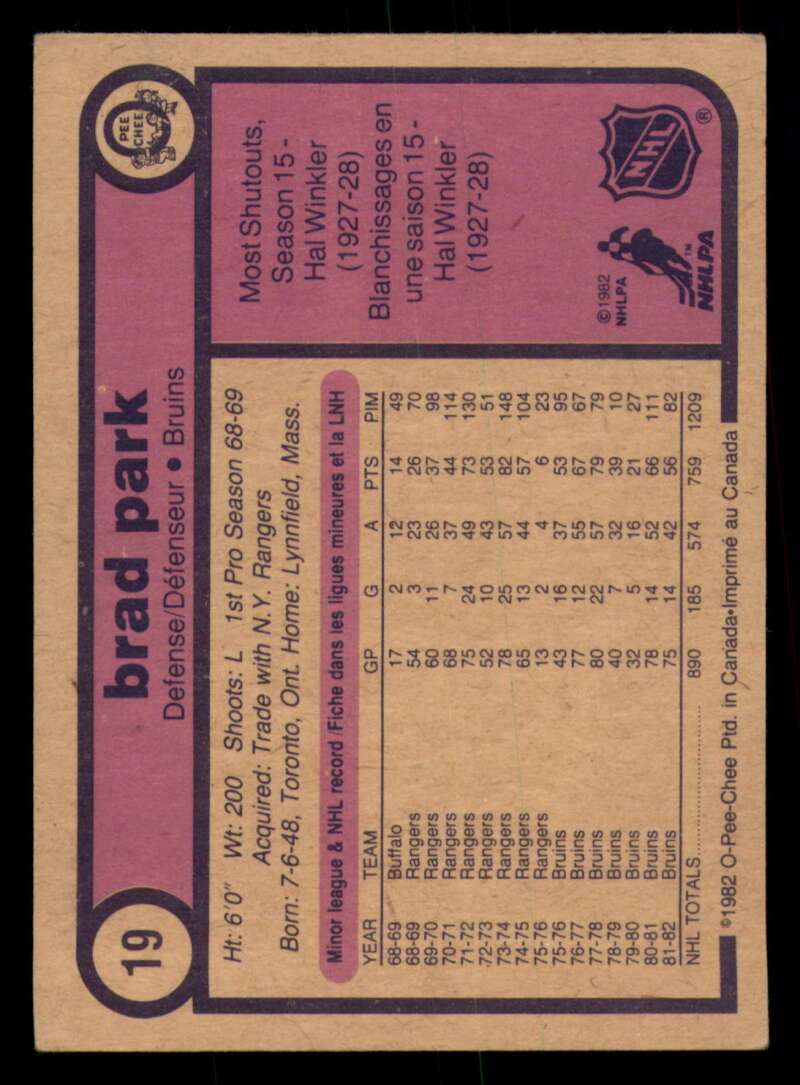 19
brad park
Defense/Défenseur • Bruins
O
PEE
CHEE
Ht: 6'0" Wt: 200 Shoots: L 1st Pro Season 68-69
Acquired: Trade with N.Y. Rangers
Born: 7-6-48, Toronto, Ont. Home: Lynnfield, Mass.
Minor league & NHL record/Fiche dans les ligues mineures et la LNH
YEAR TEAM GP G A PTS PIM
68-69 Buffalo 17 2 12 14 49
68-69 Rangers 54 3 23 26 70
69-70 Rangers 60 11 26 37 98
70-71 Rangers 68 7 37 44 114
71-72 Rangers 75 24 49 73 130
72-73 Rangers 52 10 43 53 51
73-74 Rangers 78 25 57 82 148
74-75 Rangers 65 13 44 57 104
75-76 Rangers 13 2 4 6 23
75-76 Bruins 43 16 37 53 95
76-77 Bruins 77 12 55 67 67
77-78 Bruins 80 22 57 79 79
78-79 Bruins 40 7 32 39 10
79-80 Bruins 32 5 16 21 27
80-81 Bruins 78 14 52 66 111
81-82 Bruins 75 14 42 56 82
NHL TOTALS 890 185 574 759 1209
Most Shutouts,
Season 15 -
Hal Winkler
(1927-28)
Blanchissages en
une saison 15 -
Hal Winkler
(1927-28)
NHL
®
©1982
NHLPA
NHLPA
™
©1982 O-Pee-Chee Ptd. in Canada•Imprimé au Canada